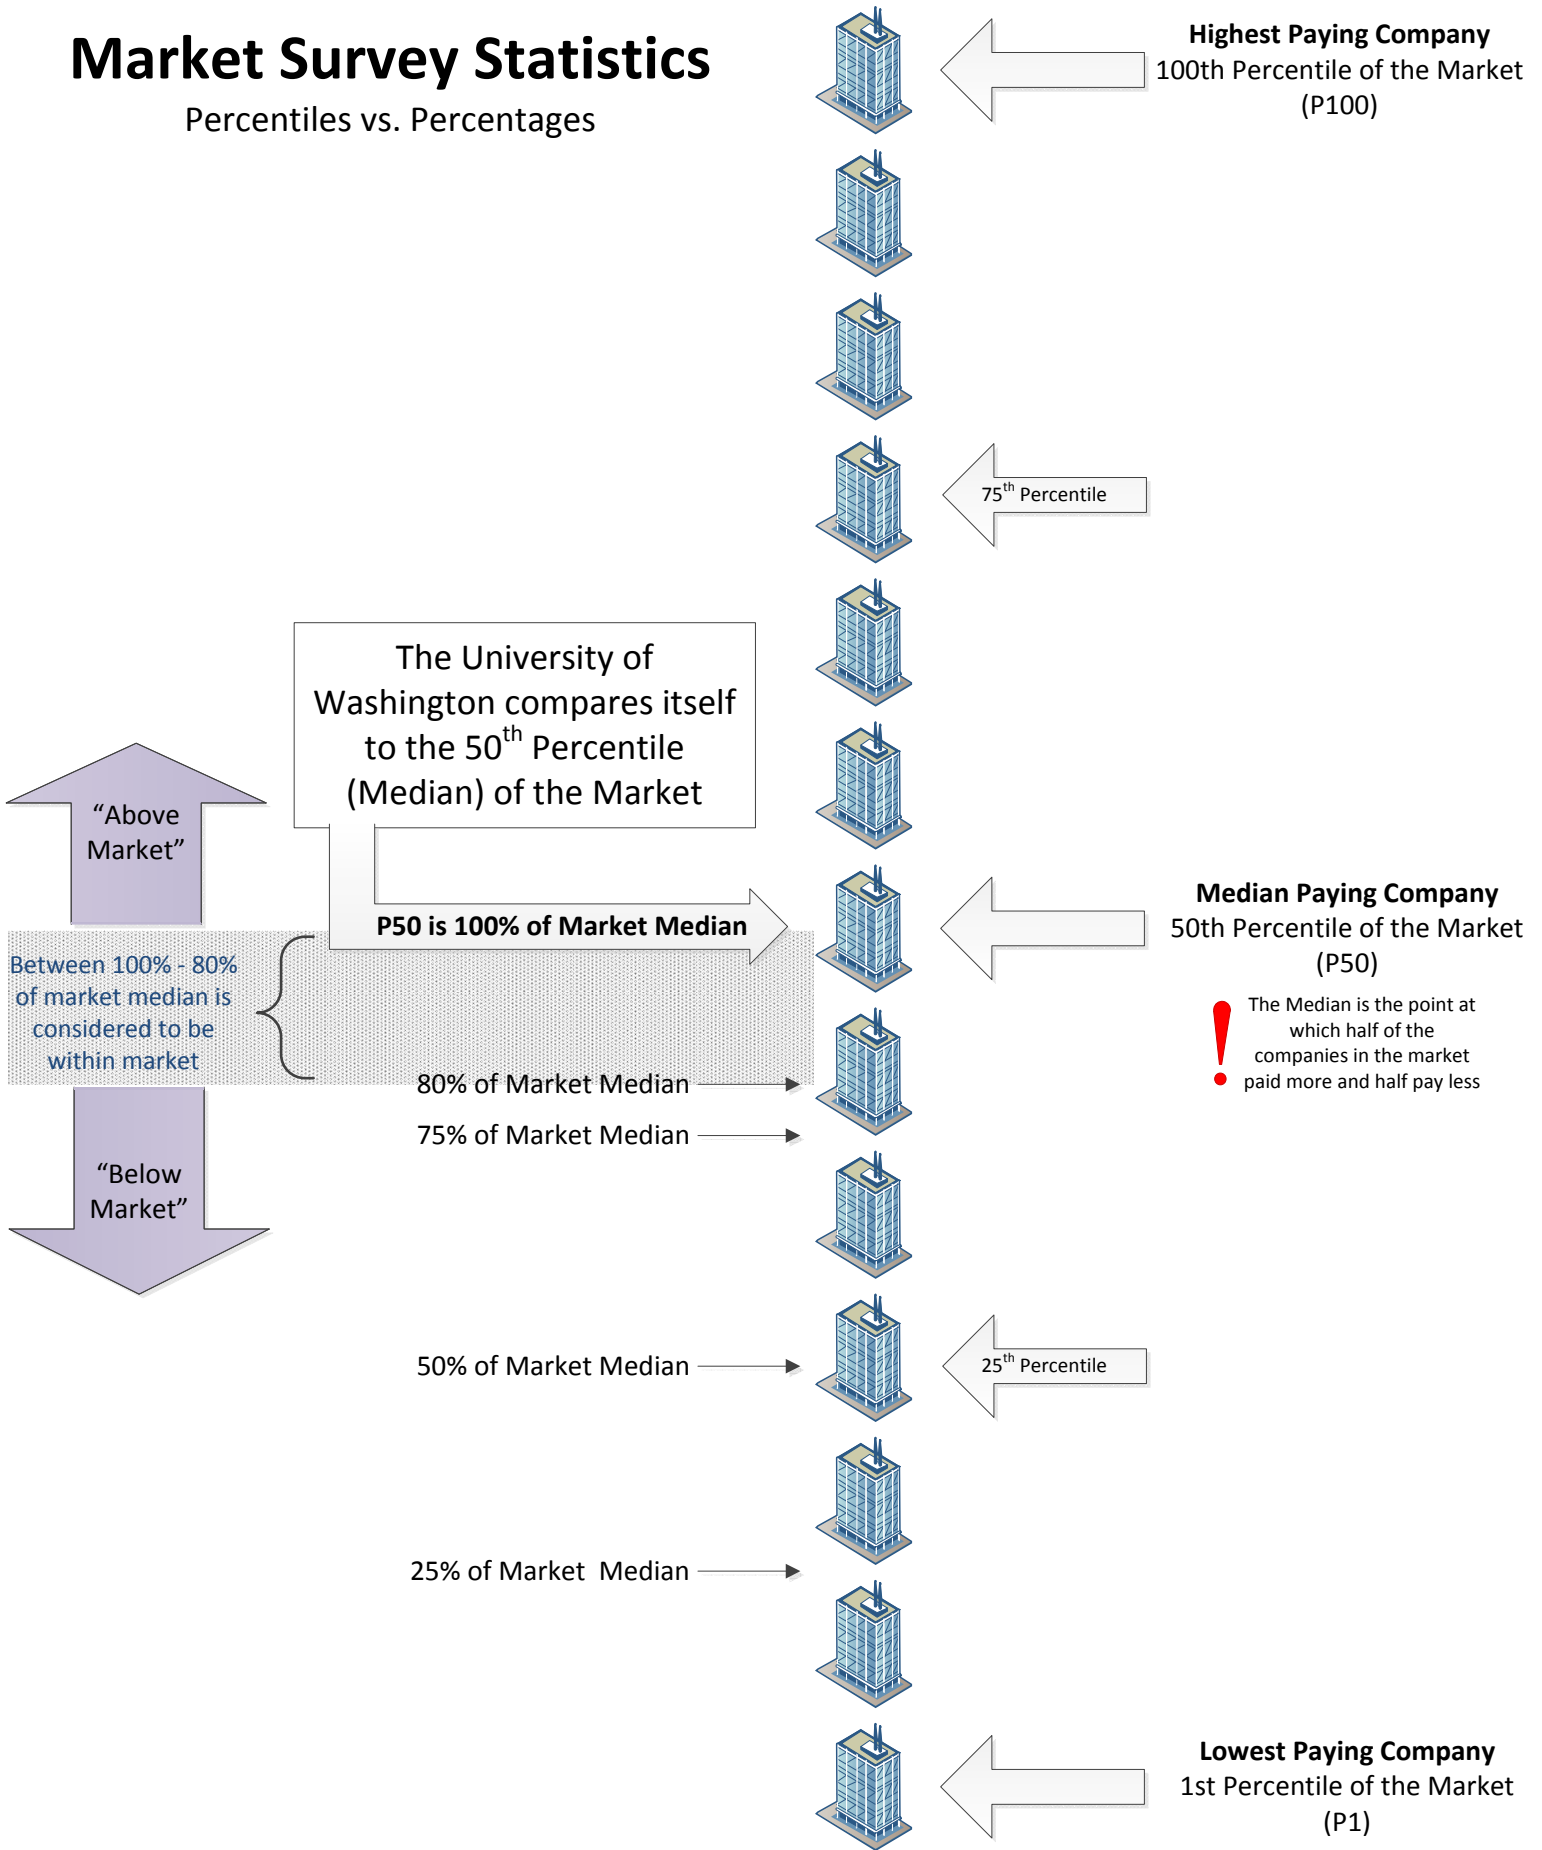 Market Survey Statistics
Percentiles vs. Percentages
Highest Paying Company
100th Percentile of the Market
(P100)
75th Percentile
The University of
Washington compares itself
to the 50th Percentile
(Median) of the Market
“Above
Market”
P50 is 100% of Market Median
Median Paying Company
50th Percentile of the Market
(P50)
Between 100% - 80%
of market median is
considered to be
within market
The Median is the point at
which half of the
companies in the market
paid more and half pay less
80% of Market Median
75% of Market Median
“Below
Market”
50% of Market Median
25th Percentile
25% of Market  Median
Lowest Paying Company
1st Percentile of the Market
(P1)